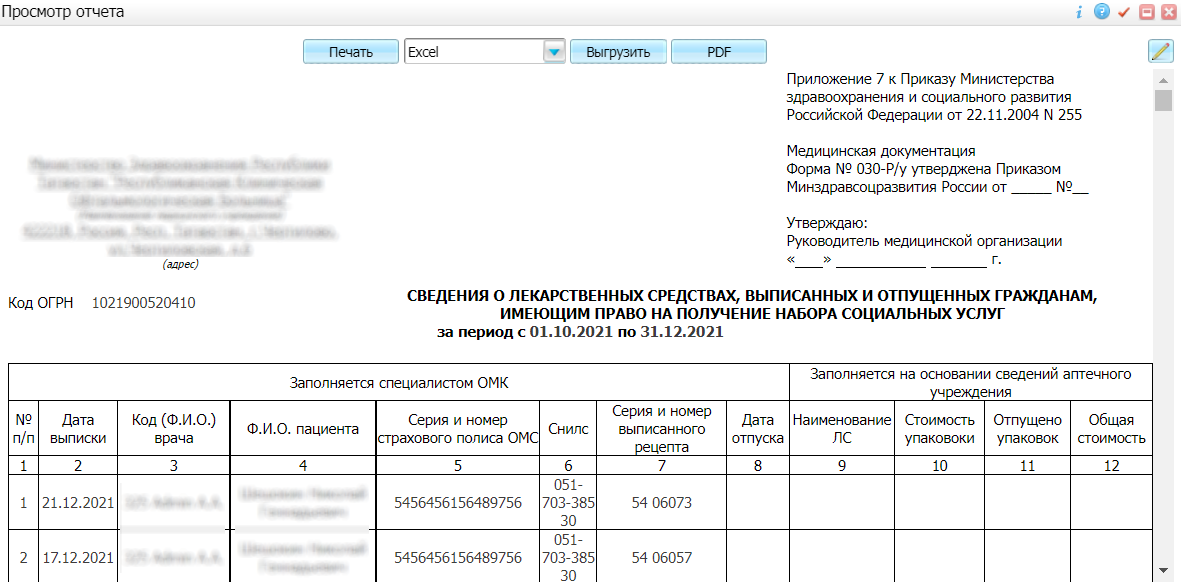 Просмотр отчета
Печать Excel Выгрузить PDF
Приложение 7 к Приказу Министерства
здравоохранения и социального развития
Российской Федерации от 22.11.2004 N 255
Медицинская документация
Форма № 030-Р/у утверждена Приказом
Минздравсоцразвития России от _____ №__
Утверждаю:
Руководитель медицинской организации
«___» ____________ _______ г.
(адрес)
Код ОГРН 1021900520410
СВЕДЕНИЯ О ЛЕКАРСТВЕННЫХ СРЕДСТВАХ, ВЫПИСАННЫХ И ОТПУЩЕННЫХ ГРАЖДАНАМ,
ИМЕЮЩИМ ПРАВО НА ПОЛУЧЕНИЕ НАБОРА СОЦИАЛЬНЫХ УСЛУГ
за период с 01.10.2021 по 31.12.2021
Заполняется специалистом ОМК
Заполняется на основании сведений аптечного
учреждения
№
п/п
Дата
выписки
Код (Ф.И.О.)
врача
Ф.И.О. пациента
Серия и номер
страхового полиса ОМС
Снилс
Серия и номер
выписанного
рецепта
Дата
отпуска
Наименование
ЛС
Стоимость
упаковоки
Отпущено
упаковок
Общая
стоимость
1 2 3 4 5 6 7 8 9 10 11 12
1 21.12.2021 5456456156489756
051-
703-385
30
54 06073
2 17.12.2021 5456456156489756
051-
703-385
30
54 06057